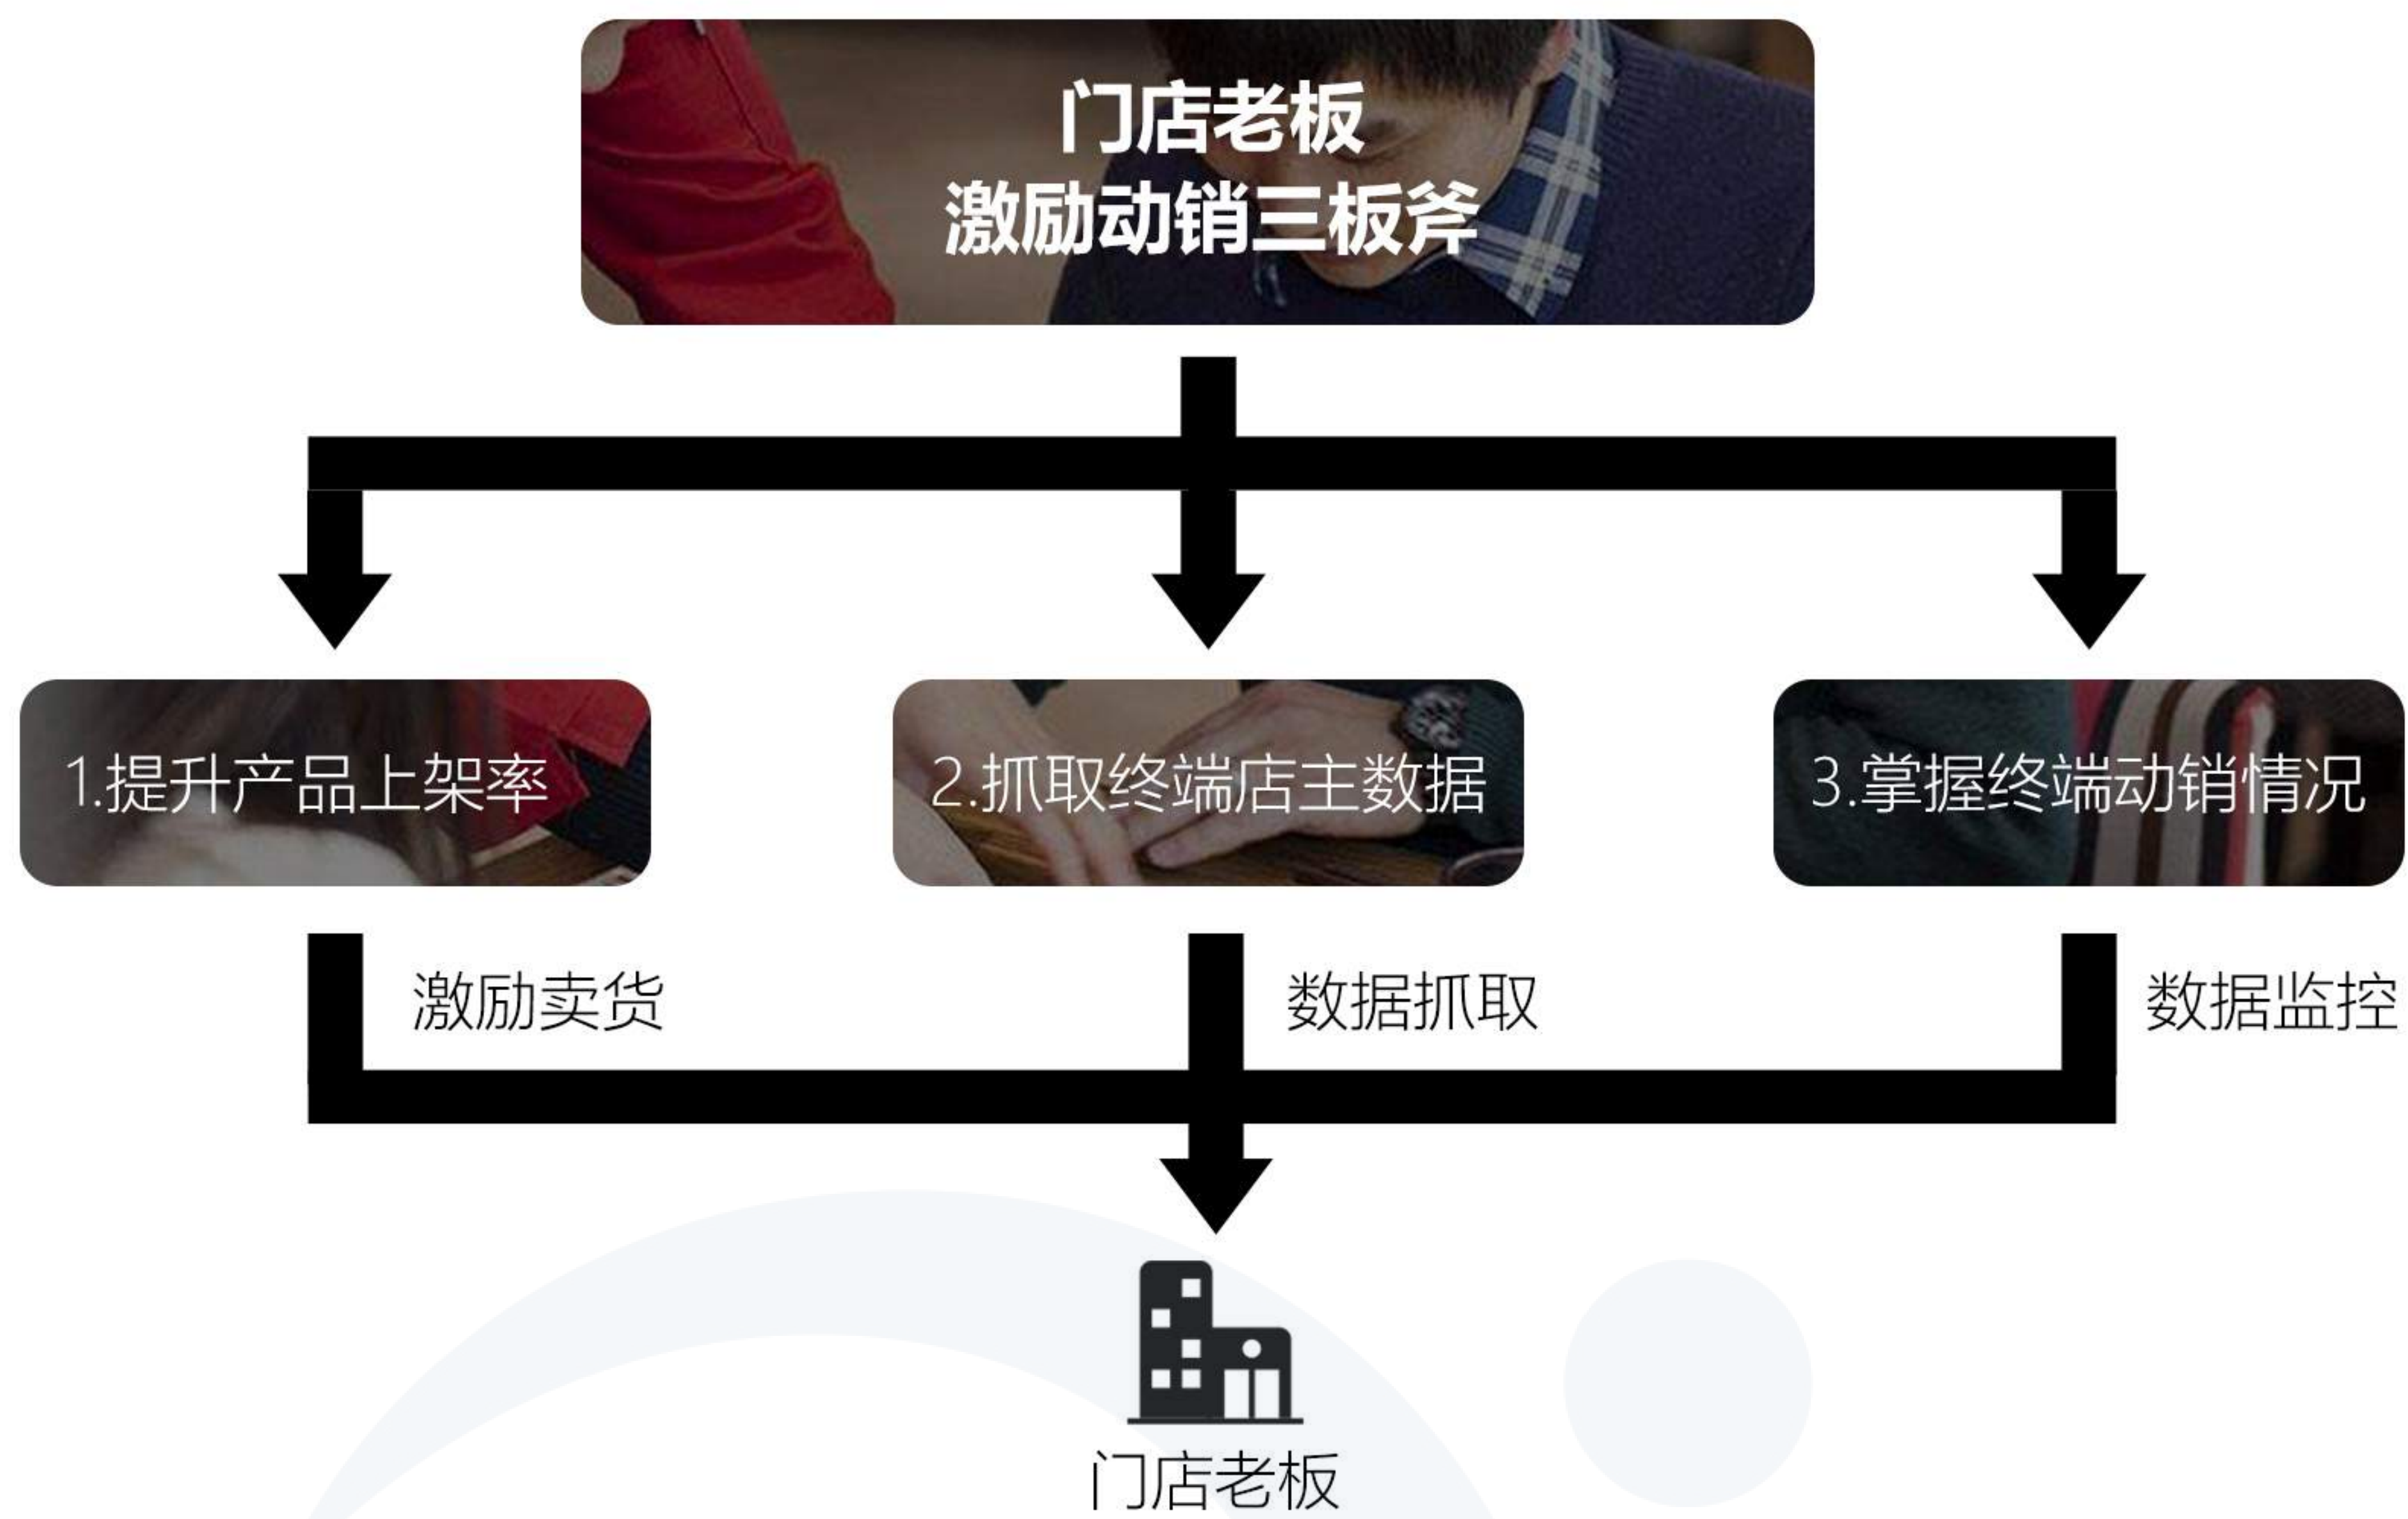 门店老板
激励动销三板斧
1.提升产品上架率
2.抓取终端店主数据
3.掌握终端动销情况
激励卖货
数据抓取
数据监控
门店老板